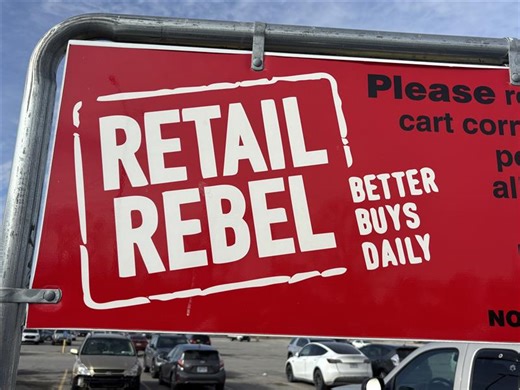 RETAIL
REBEL
BETTER
BUYS
DAILY
Please
cart